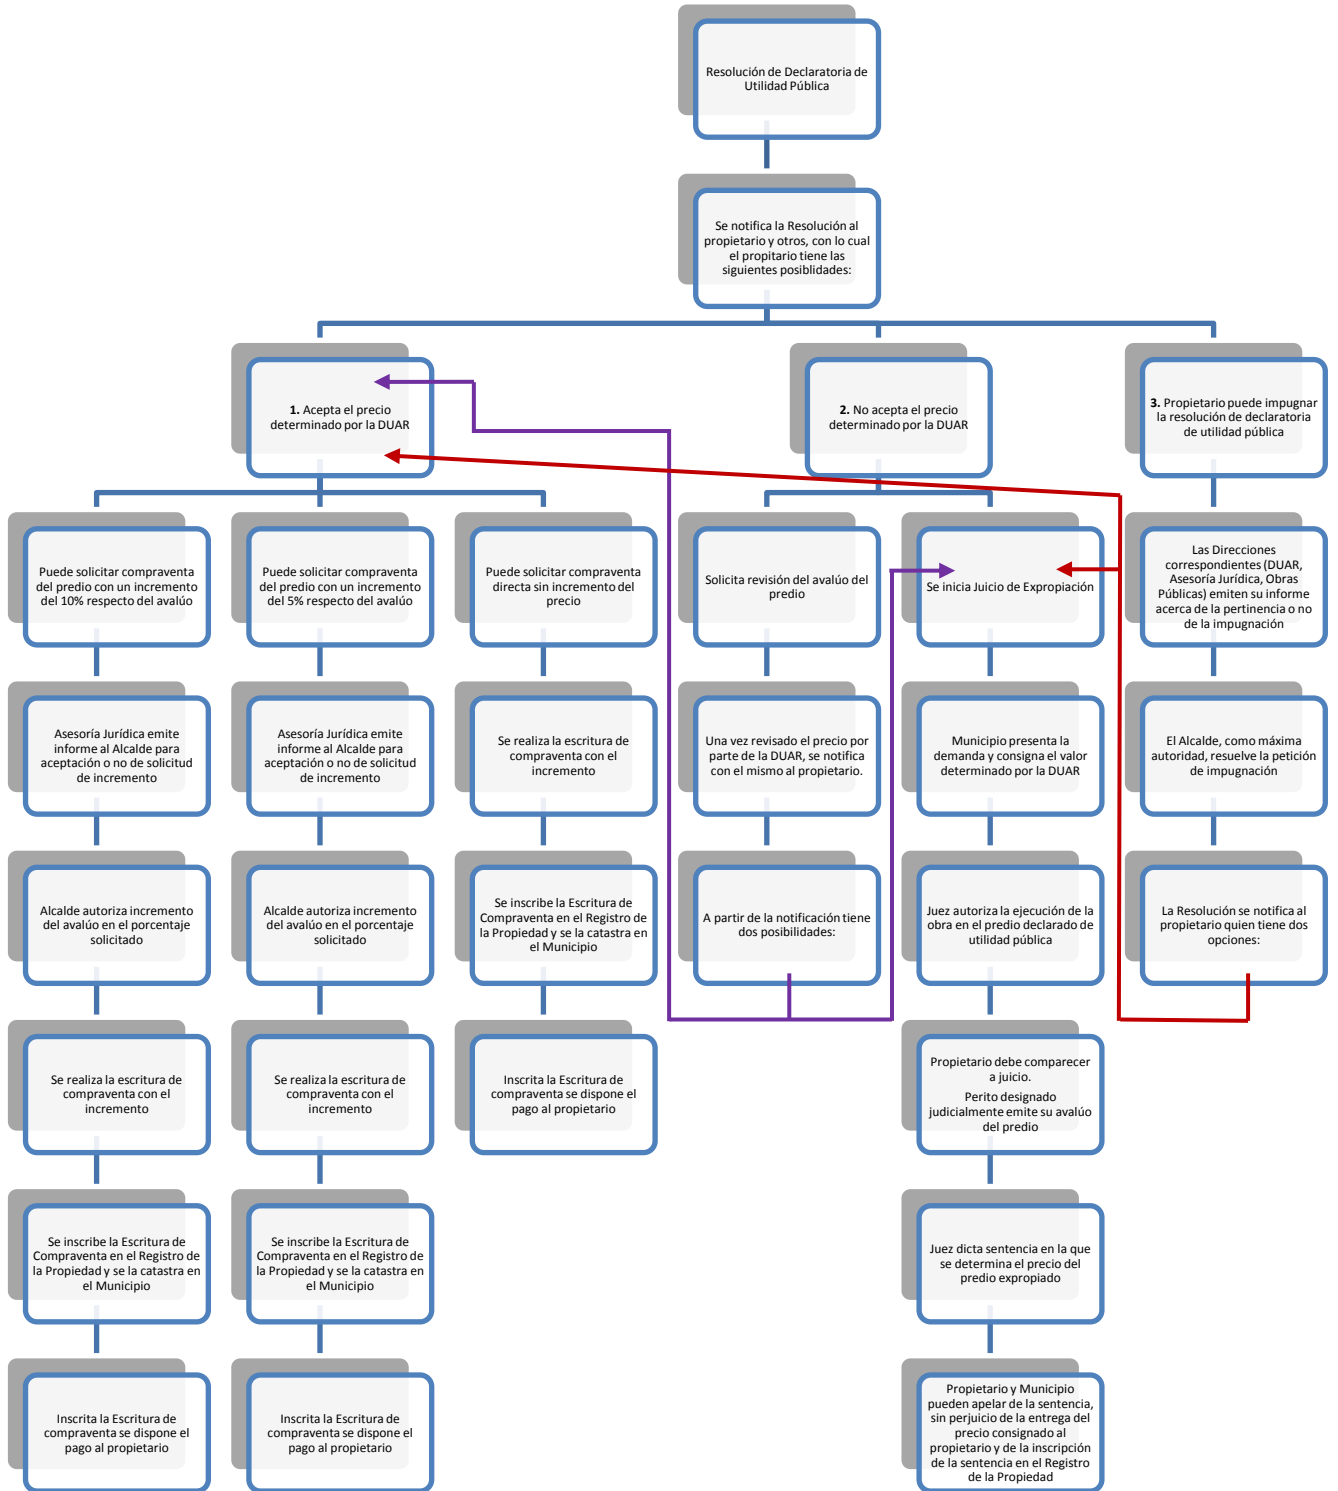 Resolución de Declaratoria de
Utilidad Pública
Se notifica la Resolución al
propietario y otros, con lo cual
el propitario tiene las
siguientes posiblidades:
1. Acepta el precio
determinado por la DUAR
2. No acepta el precio
determinado por la DUAR
3. Propietario puede impugnar
la resolución de declaratoria
de utilidad pública
Puede solicitar compraventa
del predio con un incremento
del 10% respecto del avalúo
Puede solicitar compraventa
del predio con un incremento
del 5% respecto del avalúo
Puede solicitar compraventa
directa sin incremento del
precio
Solicita revisión del avalúo del
predio
Se inicia Juicio de Expropiación
Las Direcciones
correspondientes (DUAR,
Asesoría Jurídica, Obras
Públicas) emiten su informe
acerca de la pertinencia o no
de la impugnación
Asesoría Jurídica emite
informe al Alcalde para
aceptación o no de solicitud
de incremento
Asesoría Jurídica emite
informe al Alcalde para
aceptación o no de solicitud
de incremento
Se realiza la escritura de
compraventa con el
incremento
Una vez revisado el precio por
parte de la DUAR, se notifica
con el mismo al propietario.
Municipio presenta la
demanda y consigna el valor
determinado por la DUAR
El Alcalde, como máxima
autoridad, resuelve la petición
de impugnación
Alcalde autoriza incremento
del avalúo en el porcentaje
solicitado
Alcalde autoriza incremento
del avalúo en el porcentaje
solicitado
Se inscribe la Escritura de
Compraventa en el Registro de
la Propiedad y se la catastra en
el Municipio
A partir de la notificación tiene
dos posibilidades:
Juez autoriza la ejecución de la
obra en el predio declarado de
utilidad pública
La Resolución se notifica al
propietario quien tiene dos
opciones:
Se realiza la escritura de
compraventa con el
incremento
Se realiza la escritura de
compraventa con el
incremento
Inscrita la Escritura de
compraventa se dispone el
pago al propietario
Propietario debe comparecer
a juicio.
Perito designado
judicialmente emite su avalúo
del predio
Se inscribe la Escritura de
Compraventa en el Registro de
la Propiedad y se la catastra en
el Municipio
Se inscribe la Escritura de
Compraventa en el Registro de
la Propiedad y se la catastra en
el Municipio
Juez dicta sentencia en la que
se determina el precio del
predio expropiado
Inscrita la Escritura de
compraventa se dispone el
pago al propietario
Inscrita la Escritura de
compraventa se dispone el
pago al propietario
Propietario y Municipio
pueden apelar de la sentencia,
sin perjuicio de la entrega del
precio consignado al
propietario y de la inscripción
de la sentencia en el Registro
de la Propiedad